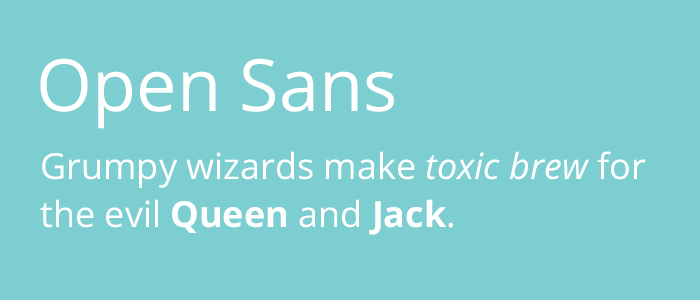 Open Sans
Grumpy wizards make toxic brew for
the evil Queen and Jack.